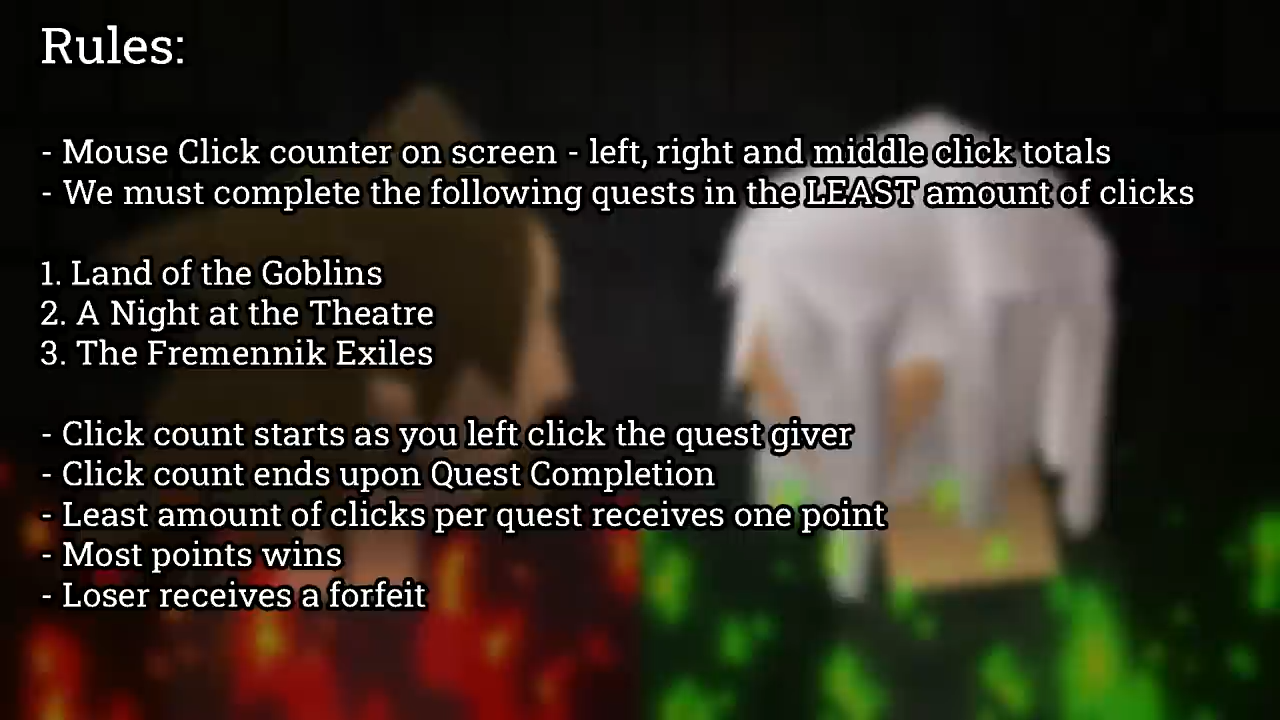 Rules:
- Mouse Click counter on screen - left, right and middle click totals
- We must complete the following quests in the LEAST amount of clicks
1. Land of the Goblins
2. A Night at the Theatre
3. The Fremennik Exiles
- Click count starts as you left click the quest giver
- Click count ends upon Quest Completion
- Least amount of clicks per quest receives one point
- Most points wins
- Loser receives a forfeit